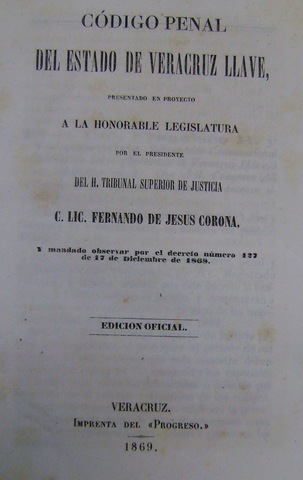 CÓDIGO PENAL
DEL ESTADO DE VERACRUZ LLAVE,
PRESENTADO EN PROYECTO
A LA HONORABLE LEGISLATURA
POR EL PRESIDENTE
DEL H. TRIBUNAL SUPERIOR DE JUSTICIA
C. LIC. FERNANDO DE JESUS CORONA,
Y mandado observar por el decreto número 127
de 17 de Diciembre de 1868.
EDICION OFICIAL.
VERACRUZ.
IMPRENTA DEL «PROGRESO.»
1869.